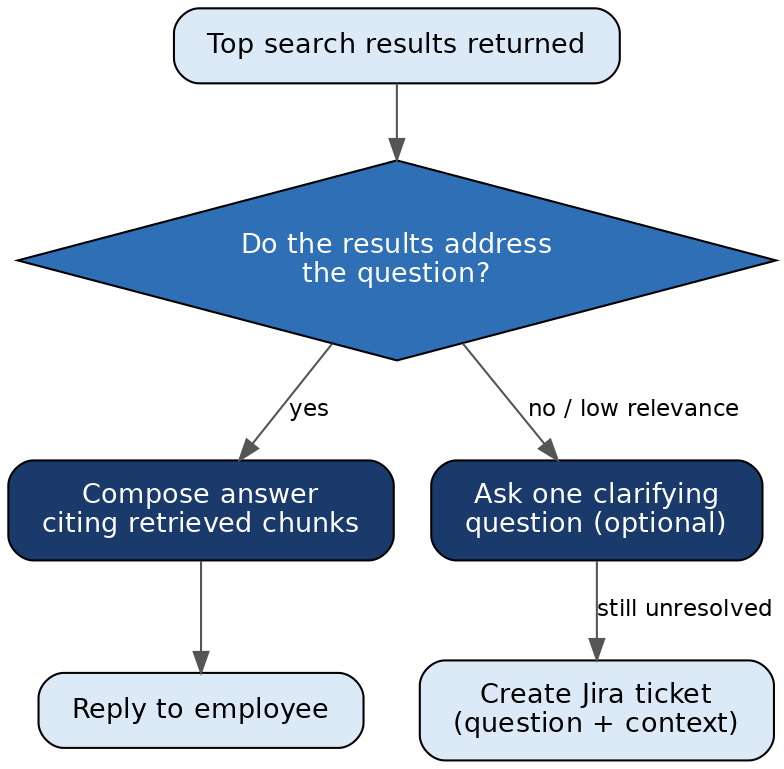 Top search results returned
Do the results address
the question?
yes
no / low relevance
Compose answer
citing retrieved chunks
Ask one clarifying
question (optional)
still unresolved
Reply to employee
Create Jira ticket
(question + context)